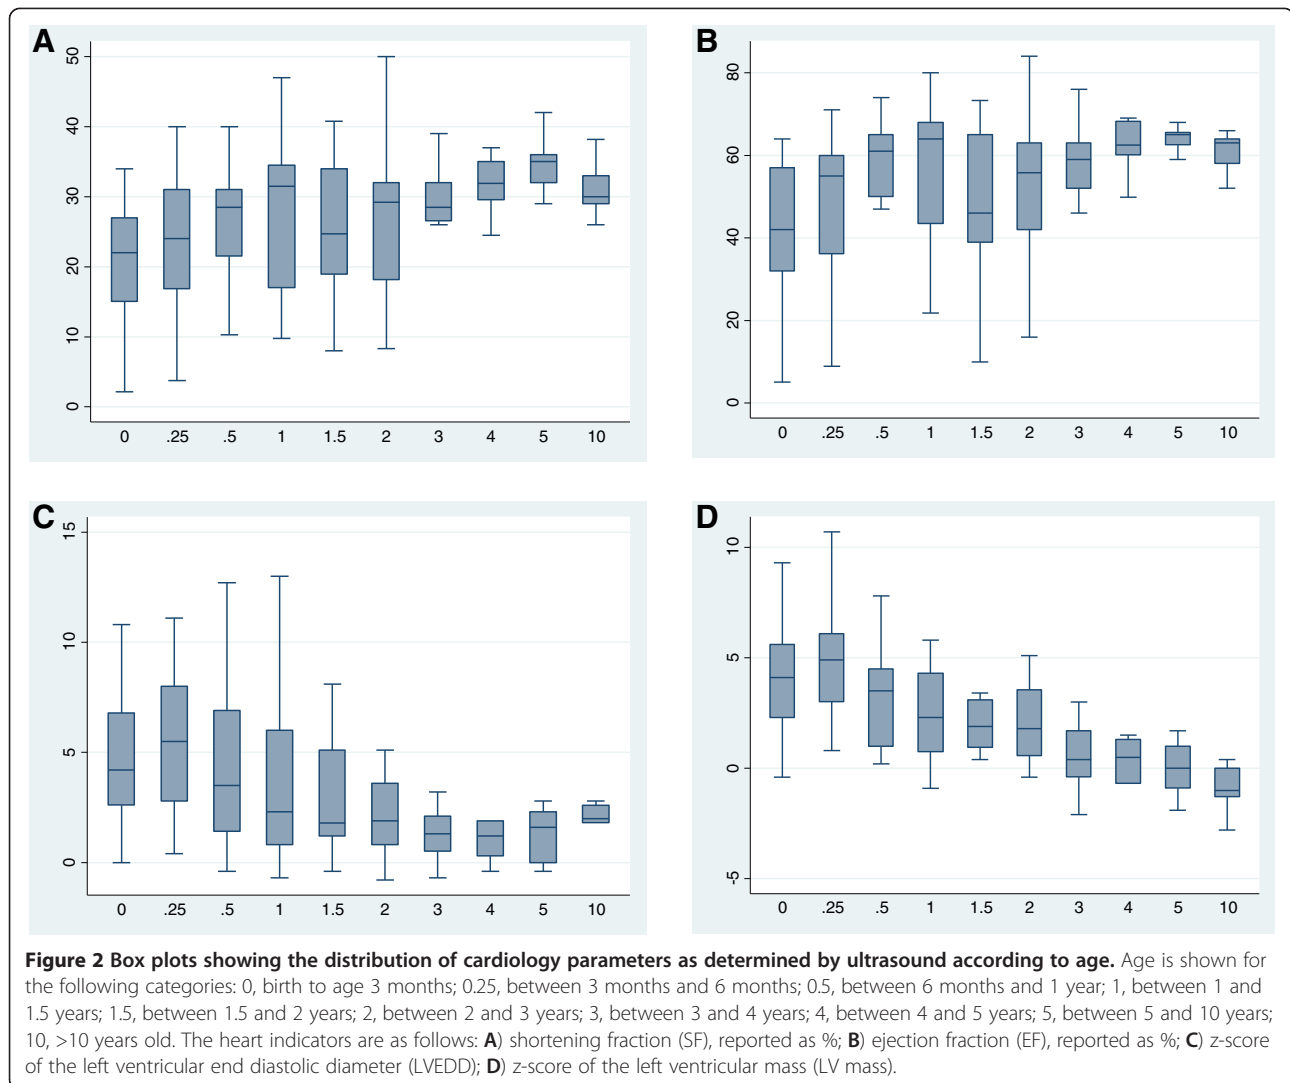 A
50
40
30
20
10
0
0 .25 .5 1 1.5 2 3 4 5 10
B
80
60
40
20
0
0 .25 .5 1 1.5 2 3 4 5 10
C
15
10
5
0
0 .25 .5 1 1.5 2 3 4 5 10
D
10
5
0
-5
0 .25 .5 1 1.5 2 3 4 5 10
Figure 2 Box plots showing the distribution of cardiology parameters as determined by ultrasound according to age. Age is shown for
the following categories: 0, birth to age 3 months; 0.25, between 3 months and 6 months; 0.5, between 6 months and 1 year; 1, between 1 and
1.5 years; 1.5, between 1.5 and 2 years; 2, between 2 and 3 years; 3, between 3 and 4 years; 4, between 4 and 5 years; 5, between 5 and 10 years;
10, >10 years old. The heart indicators are as follows: A) shortening fraction (SF), reported as %; B) ejection fraction (EF), reported as %; C) z-score
of the left ventricular end diastolic diameter (LVEDD); D) z-score of the left ventricular mass (LV mass).